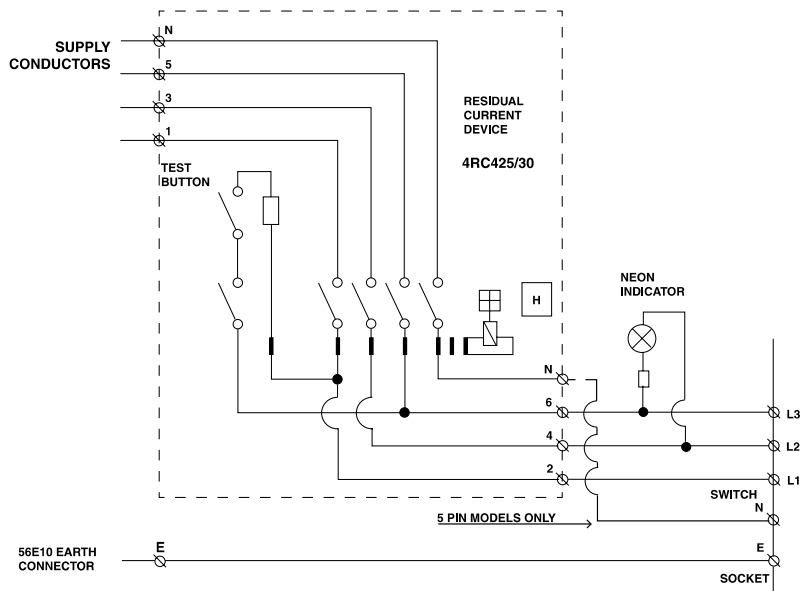 N
SUPPLY
CONDUCTORS
5
3
1
RESIDUAL
CURRENT
DEVICE
4RC425/30
TEST
BUTTON
NEON
INDICATOR
H
N
6
L3
4
L2
2
L1
SWITCH
N
5 PIN MODELS ONLY
56E10 EARTH
CONNECTOR
E
E
SOCKET